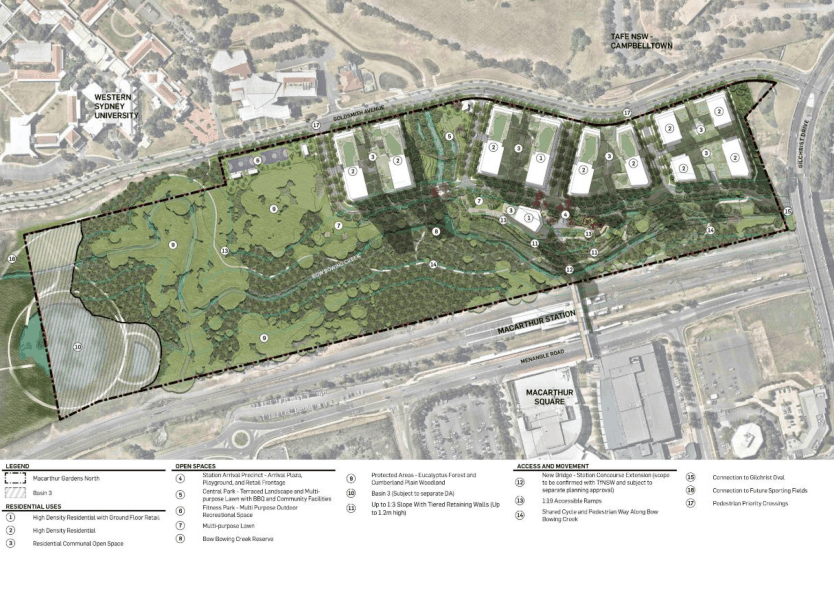 TAFE NSW -
CAMPBELLTOWN
WESTERN
SYDNEY
UNIVERSITY
GOLDSMITH AVENUE
GILCHRIST DRIVE
BOW BOWING CREEK
MACARTHUR STATION
MENANGLE ROAD
MACARTHUR
SQUARE
LEGEND
Macarthur Gardens North
Basin 3
RESIDENTIAL USES
1 High Density Residential with Ground Floor Retail
2 High Density Residential
3 Residential Communal Open Space
OPEN SPACES
4 Station Arrival Precinct - Arrival Plaza,
Playground, and Retail Frontage
5 Central Park - Terraced Landscape and Multi-
purpose Lawn with BBQ and Community Facilities
6 Fitness Park - Multi Purpose Outdoor
Recreational Space
7 Multi-purpose Lawn
8 Bow Bowing Creek Reserve
9 Protected Areas - Eucalyptus Forest and
Cumberland Plain Woodland
10 Basin 3 (Subject to separate DA)
11 Up to 1:3 Slope With Tiered Retaining Walls (Up
to 1.2m high)
ACCESS AND MOVEMENT
12 New Bridge - Station Concourse Extension (scope
to be confirmed with TfNSW and subject to
separate planning approval)
13 1:19 Accessible Ramps
14 Shared Cycle and Pedestrian Way Along Bow
Bowing Creek
15 Connection to Gilchrist Oval
16 Connection to Future Sporting Fields
17 Pedestrian Priority Crossings